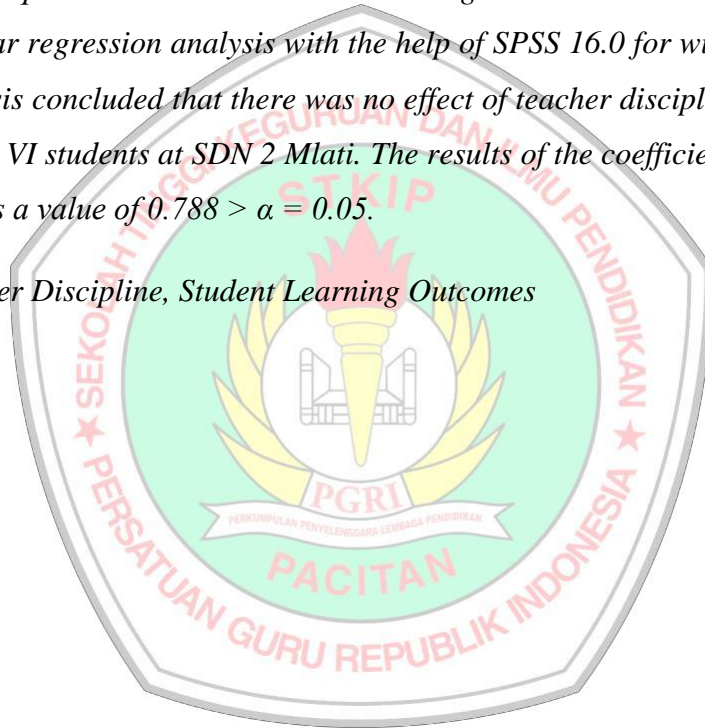 ar regression analysis with the help of SPSS 16.0 for wi
is concluded that there was no effect of teacher discipl
VI students at SDN 2 Mlati. The results of the coefficie
s a value of 0.788 > α = 0.05.
er Discipline, Student Learning Outcomes
SEKOLAH TINGGI KEGURUAN DAN ILMU PENDIDIKAN
STKIP
PGRI
PERKUMPULAN PENYELENGGARA LEMBAGA PENDIDIKAN
PACITAN
★ PERSATUAN GURU REPUBLIK INDONESIA ★